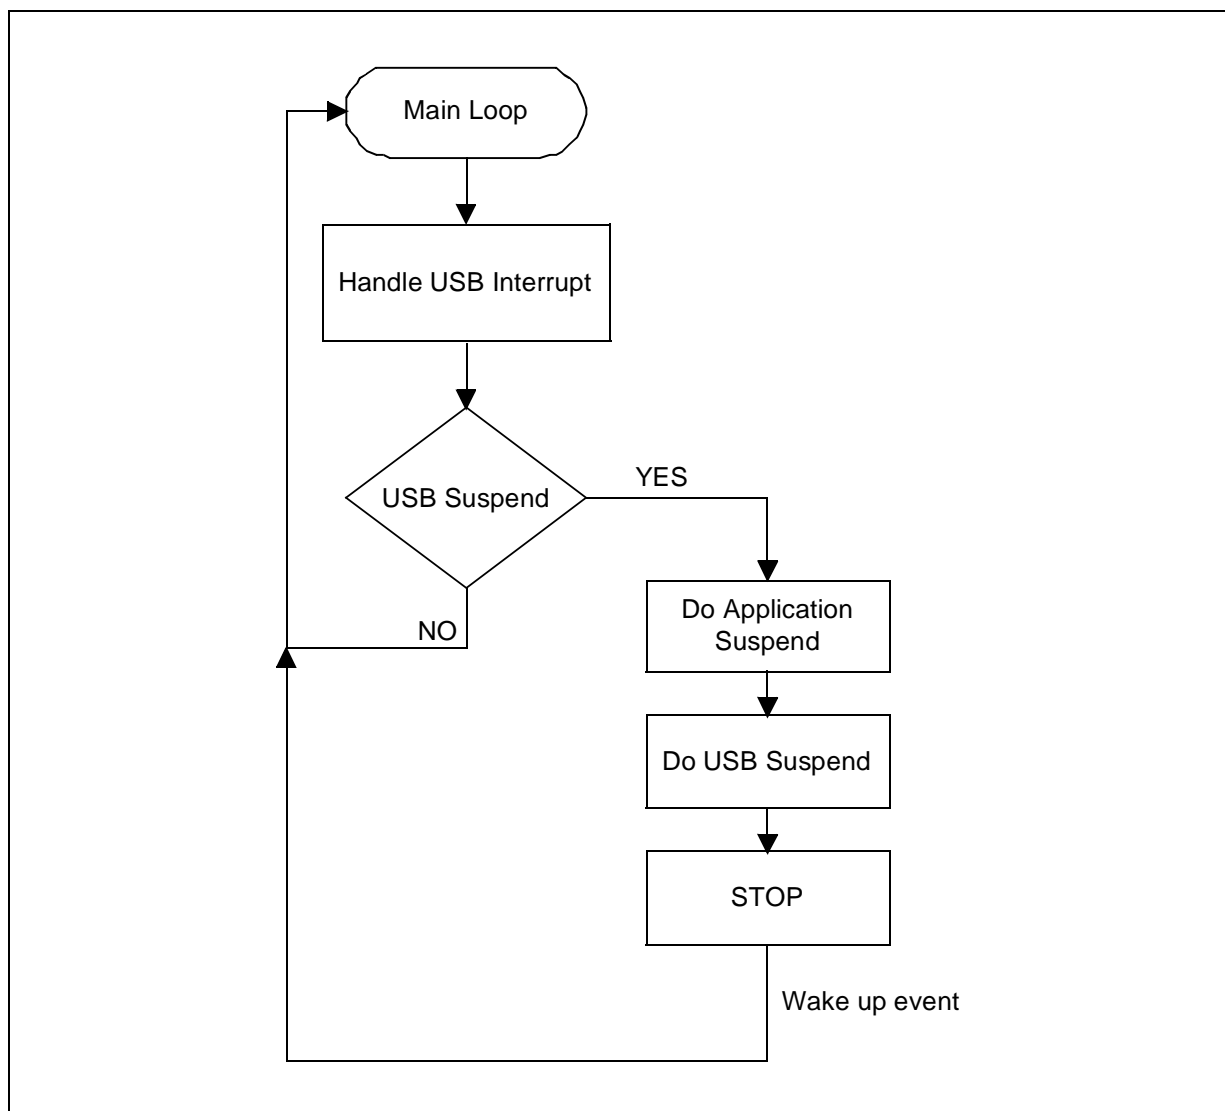 Main Loop
Handle USB Interrupt
USB Suspend
YES
NO
Do Application
Suspend
Do USB Suspend
STOP
Wake up event